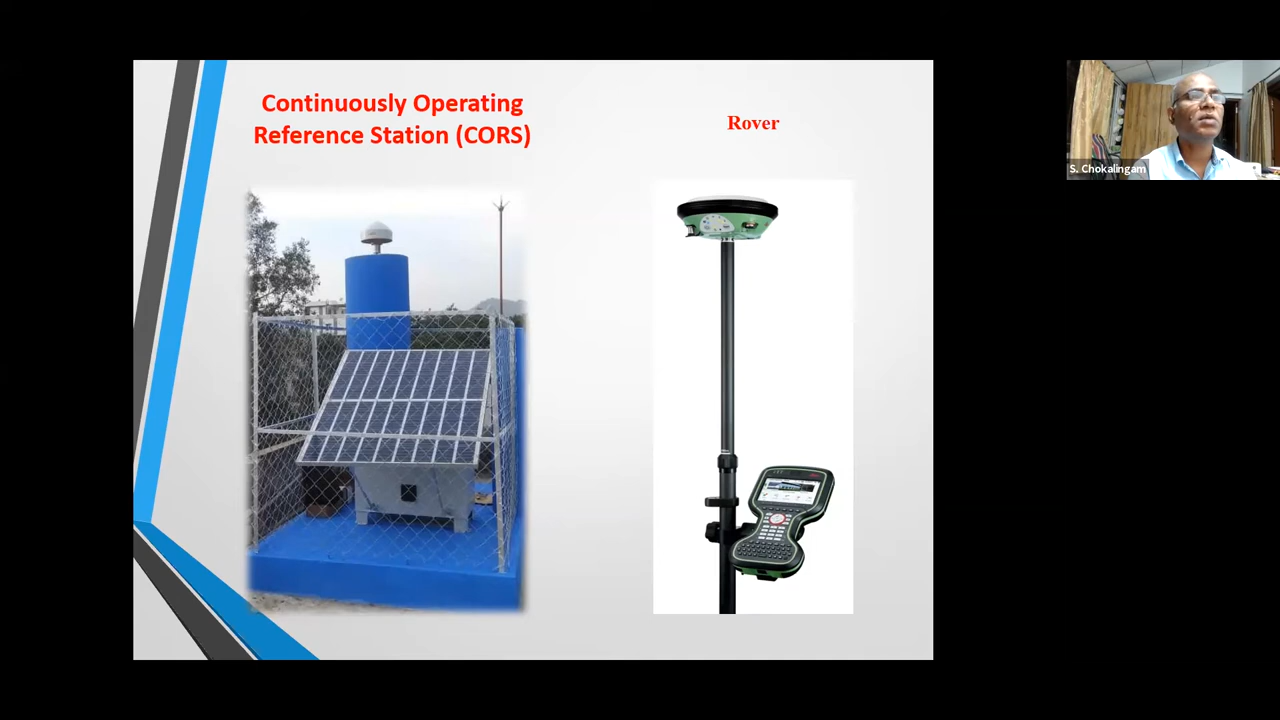 Continuously Operating
Reference Station (CORS)
Rover
S. Chokalingam